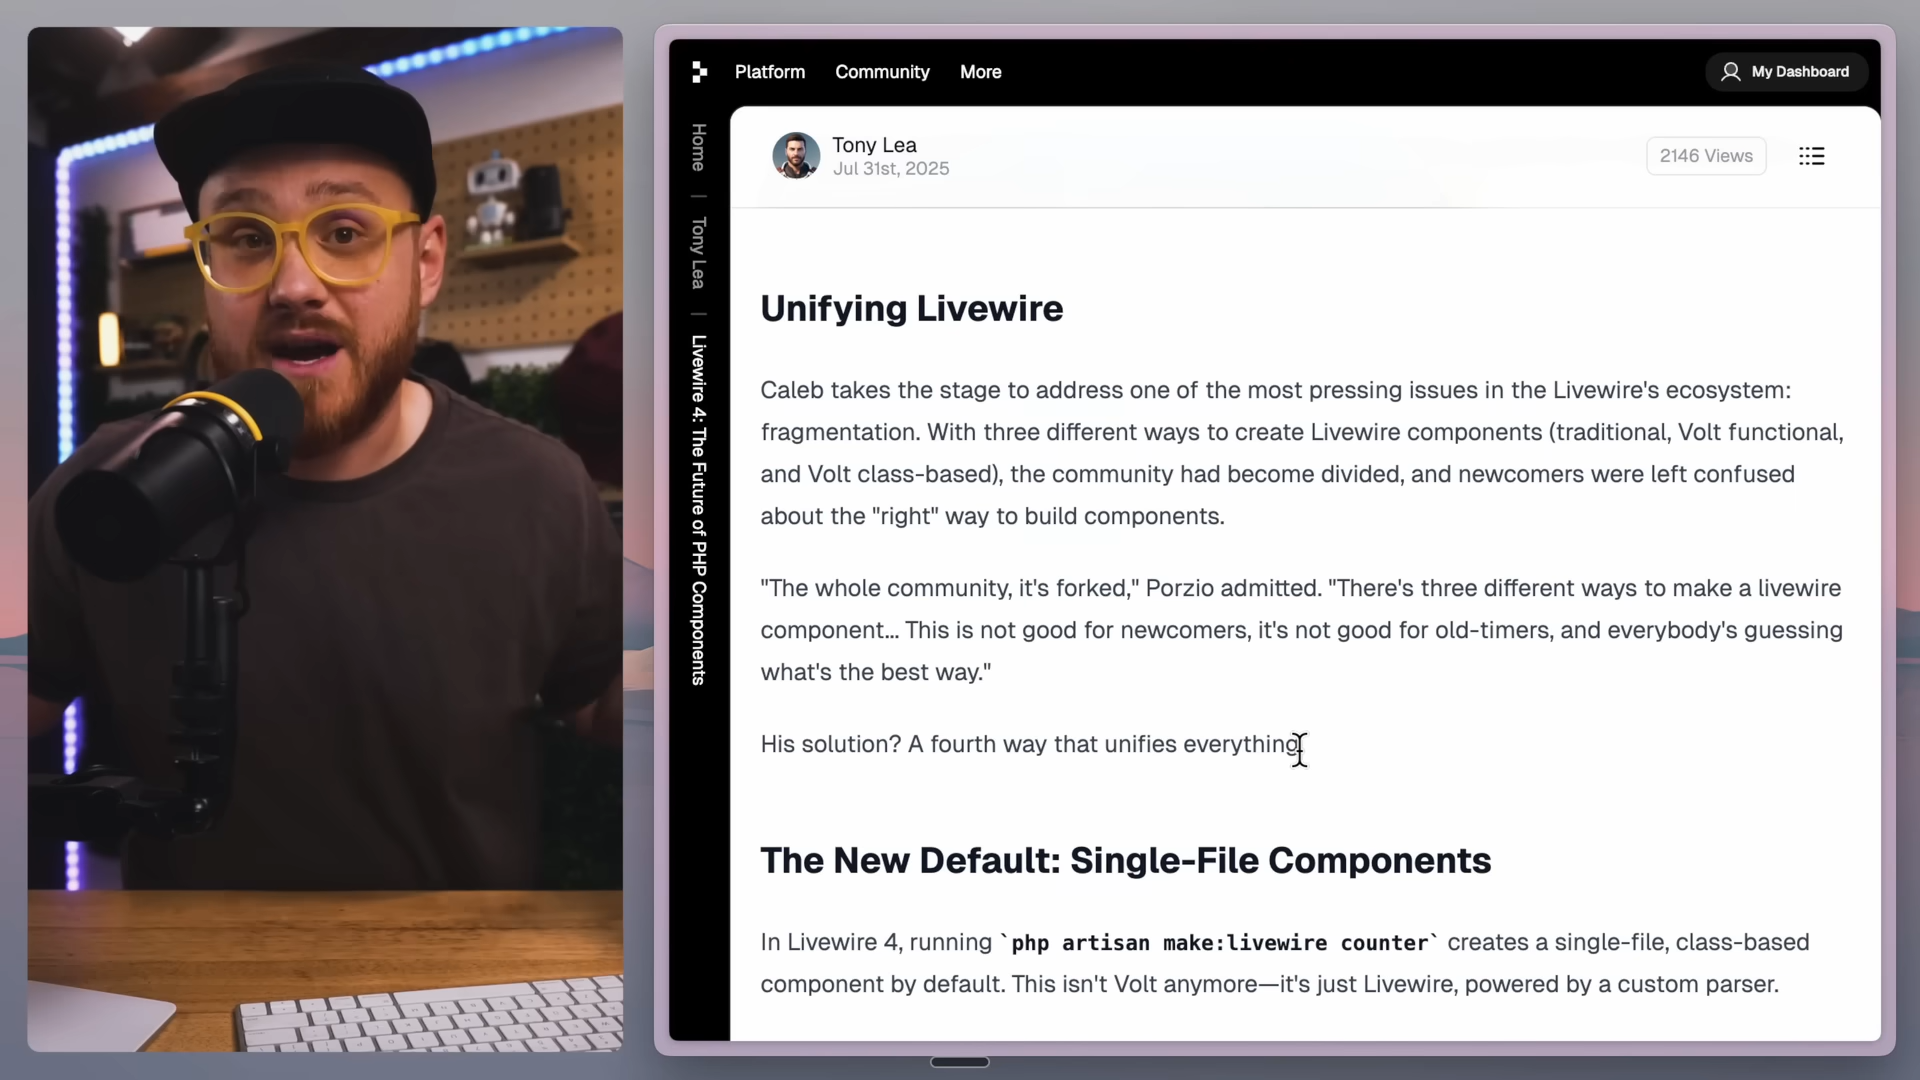 Platform
Community
More
My Dashboard
Home
|
Tony Lea
|
Livewire 4: The Future of PHP Components
Tony Lea
Jul 31st, 2025
2146 Views
Unifying Livewire
Caleb takes the stage to address one of the most pressing issues in the Livewire's ecosystem:
fragmentation. With three different ways to create Livewire components (traditional, Volt functional,
and Volt class-based), the community had become divided, and newcomers were left confused
about the "right" way to build components.
"The whole community, it's forked," Porzio admitted. "There's three different ways to make a livewire
component... This is not good for newcomers, it's not good for old-timers, and everybody's guessing
what's the best way."
His solution? A fourth way that unifies everything
The New Default: Single-File Components
In Livewire 4, running `php artisan make:livewire counter` creates a single-file, class-based
component by default. This isn't Volt anymore—it's just Livewire, powered by a custom parser.